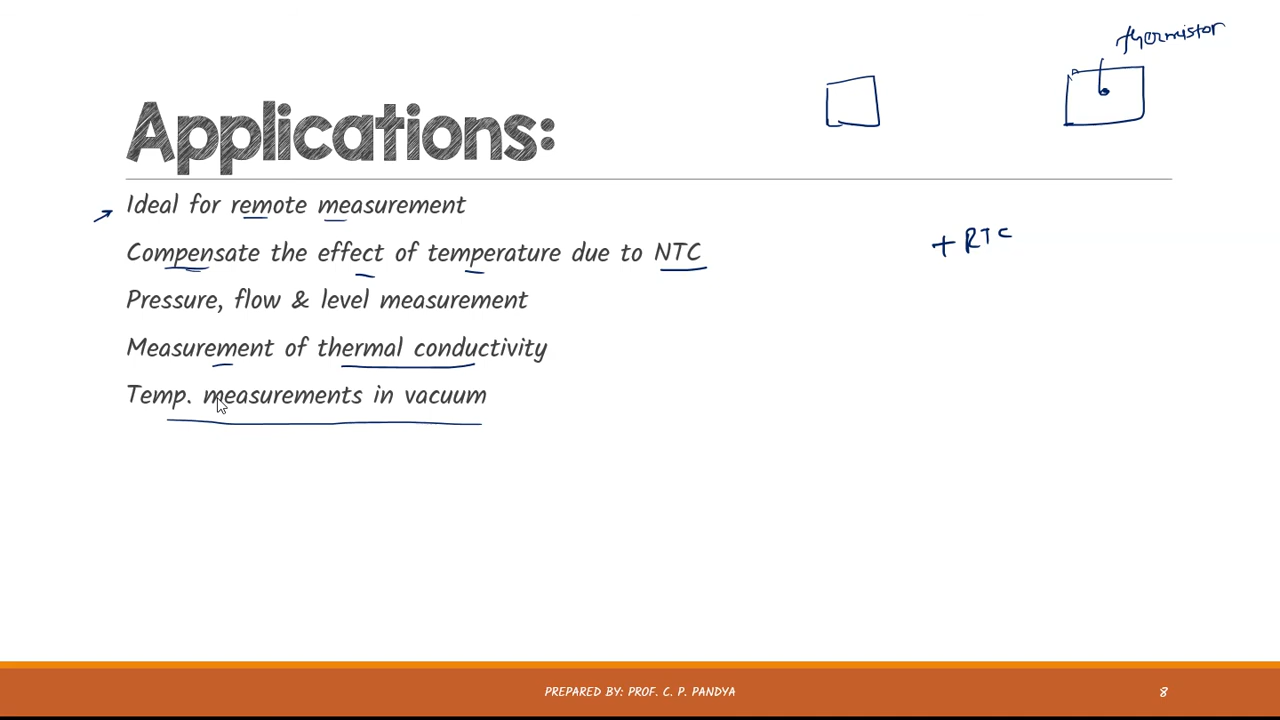 thermistor
Applications:
Ideal for remote measurement
Compensate the effect of temperature due to NTC
+ RTC
Pressure, flow & level measurement
Measurement of thermal conductivity
Temp. measurements in vacuum
PREPARED BY: PROF. C. P. PANDYA
8